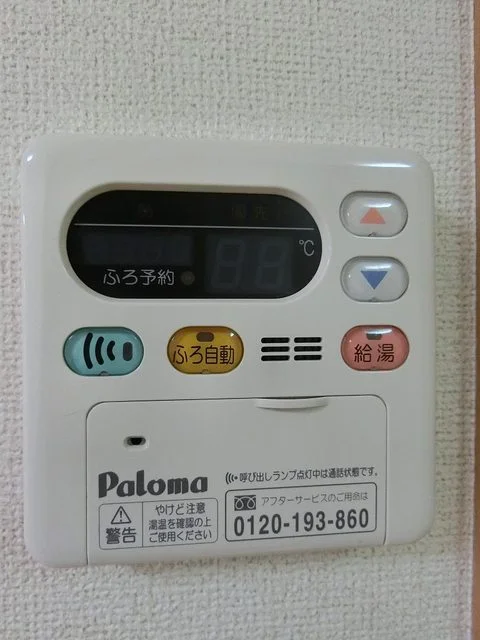 優先
88
℃
ふろ予約
ふろ自動
給湯
Paloma
呼び出しランプ点灯中は通話状態です。
警告
やけど注意
湯温を確認の上
ご使用ください
アフターサービスのご用命は
0120-193-860